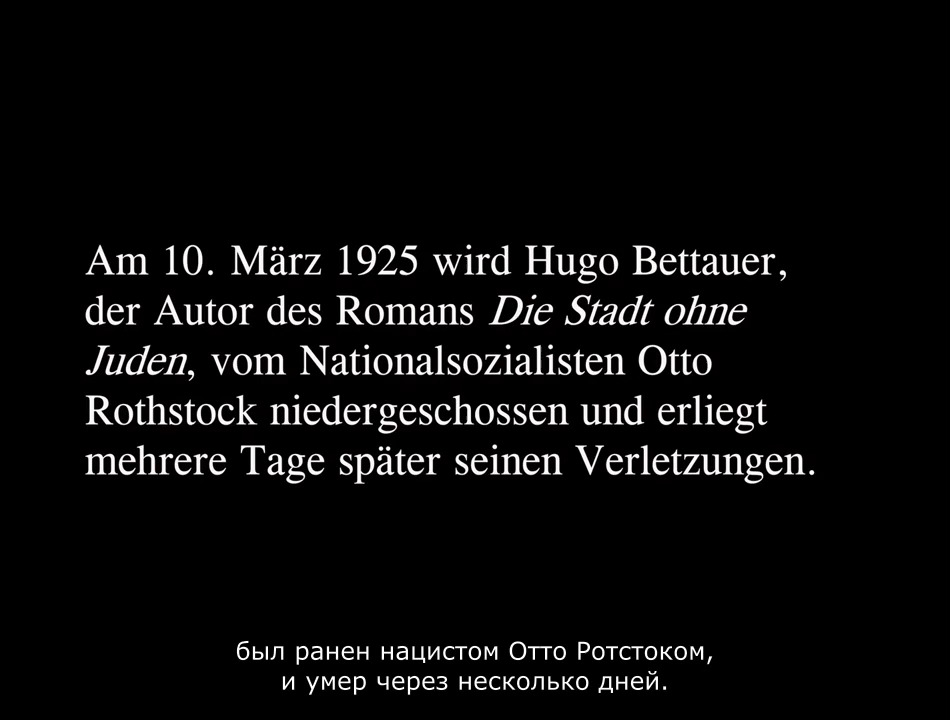 Am 10. März 1925 wird Hugo Bettauer,
der Autor des Romans Die Stadt ohne
Juden, vom Nationalsozialisten Otto
Rothstock niedergeschossen und erliegt
mehrere Tage später seinen Verletzungen.
был ранен нацистом Отто Ротстоком,
и умер через несколько дней.